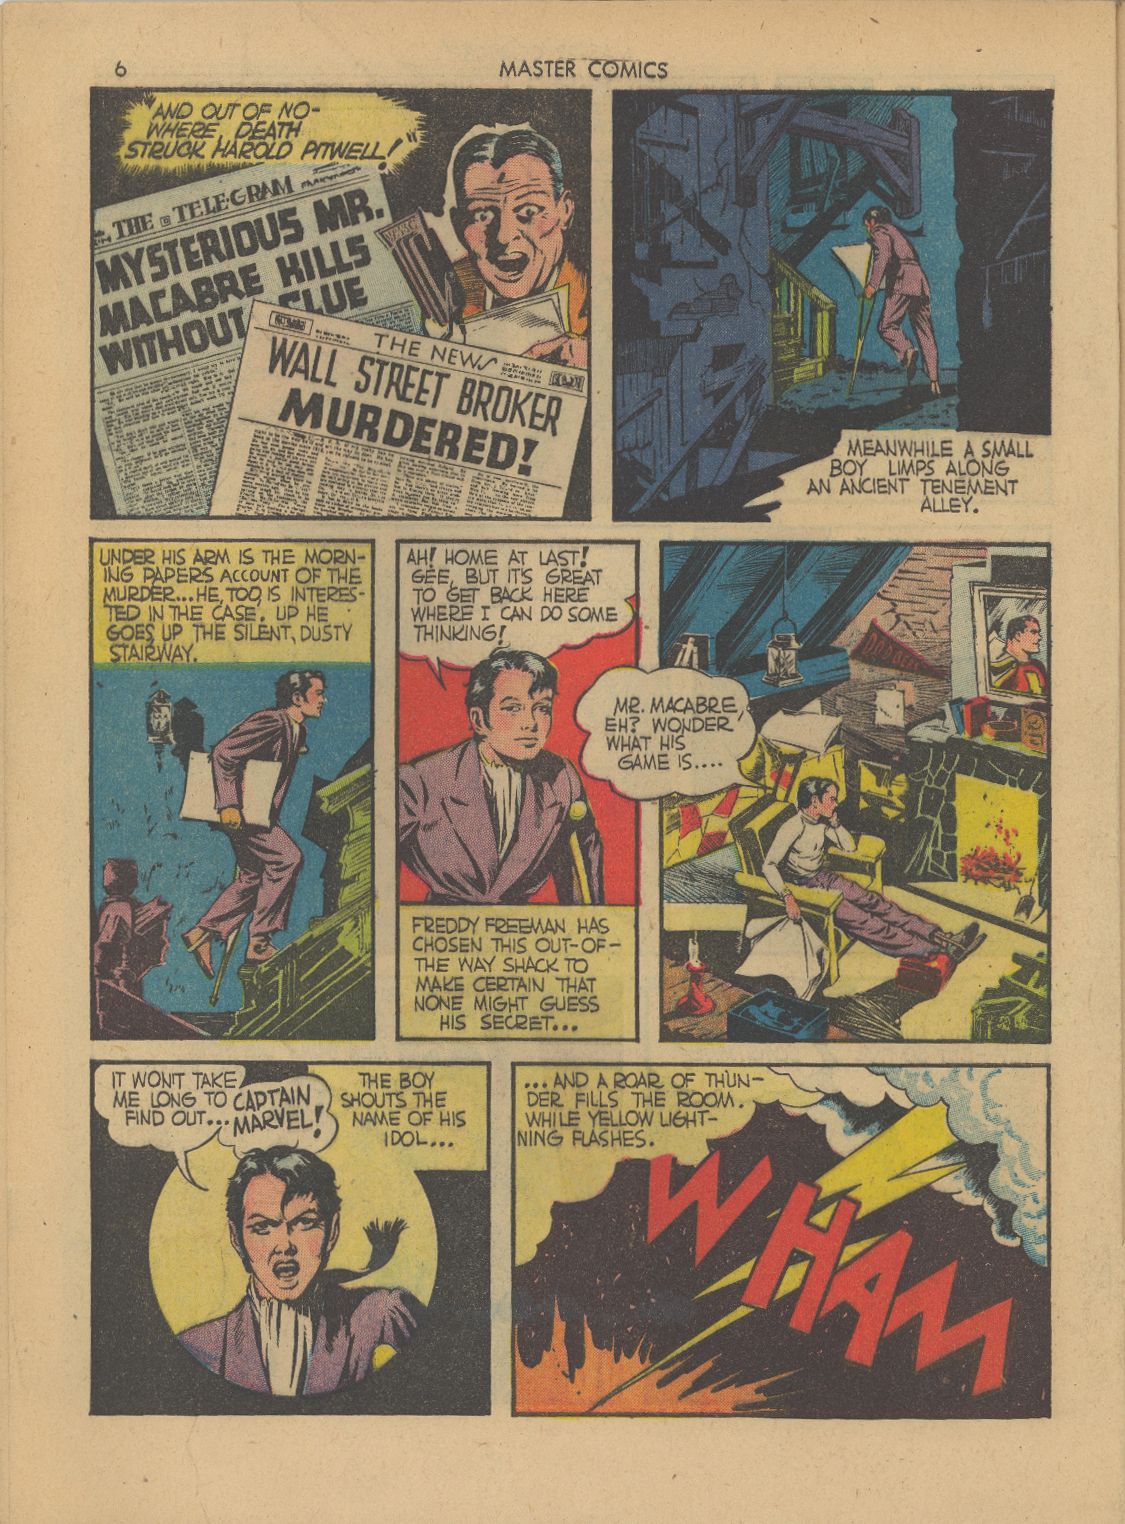 6
MASTER COMICS
"AND OUT OF NO-
WHERE, DEATH
STRUCK HAROLD PITWELL!"
THE TELEGRAM
MYSTERIOUS MR.
MACABRE KILLS
WITHOUT CLUE
THE NEWS
WALL STREET BROKER
MURDERED!
MEANWHILE A SMALL
BOY LIMPS ALONG
AN ANCIENT TENEMENT
ALLEY.
UNDER HIS ARM IS THE MORN-
ING PAPERS ACCOUNT OF THE
MURDER...HE, TOO, IS INTERES-
TED IN THE CASE. UP HE
GOES UP THE SILENT, DUSTY
STAIRWAY.
AH! HOME AT LAST!
GEE, BUT IT'S GREAT
TO GET BACK HERE
WHERE I CAN DO SOME
THINKING!
FREDDY FREEMAN HAS
CHOSEN THIS OUT-OF-
THE WAY SHACK TO
MAKE CERTAIN THAT
NONE MIGHT GUESS
HIS SECRET...
MR. MACABRE,
EH? WONDER
WHAT HIS
GAME IS....
DODGERS
IT WON'T TAKE
ME LONG TO
FIND OUT...
CAPTAIN
MARVEL!
THE BOY
SHOUTS THE
NAME OF HIS
IDOL...
...AND A ROAR OF THUN-
DER FILLS THE ROOM.
WHILE YELLOW LIGHT-
NING FLASHES.
WHAM